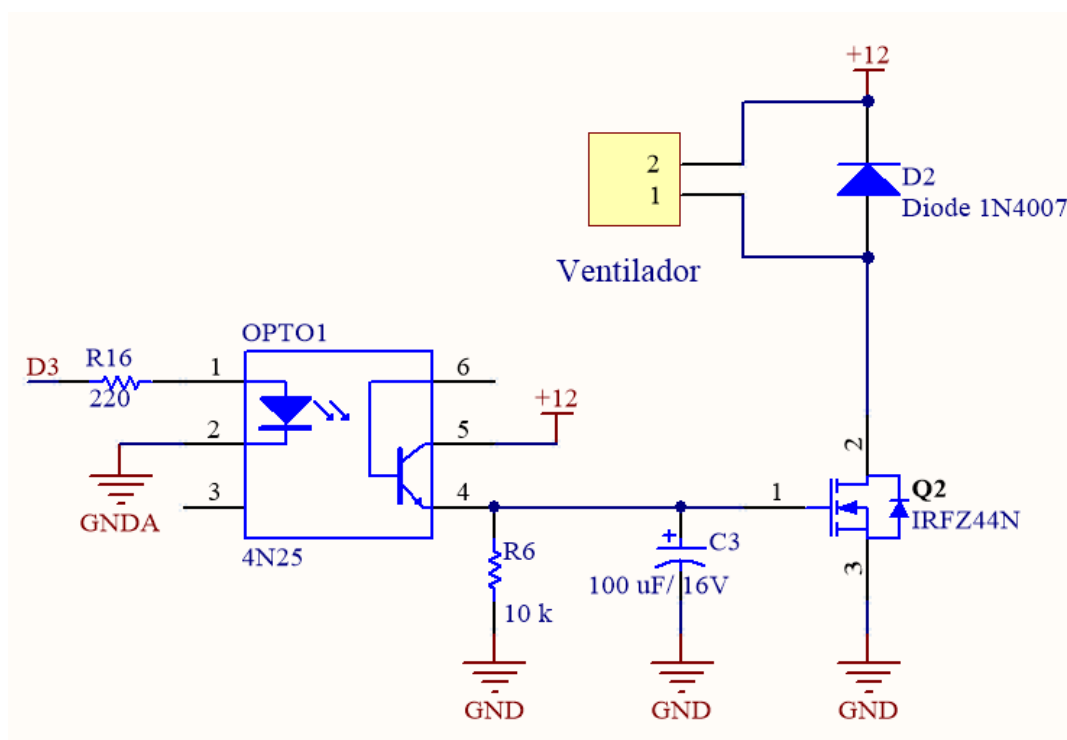 +12
2
1
D2
Diode 1N4007
Ventilador
OPTO1
D3
R16
220
1
2
3
6
5
4
+12
GNDA
4N25
R6
10 k
C3
+
100 uF/ 16V
1
2
3
Q2
IRFZ44N
GND
GND
GND